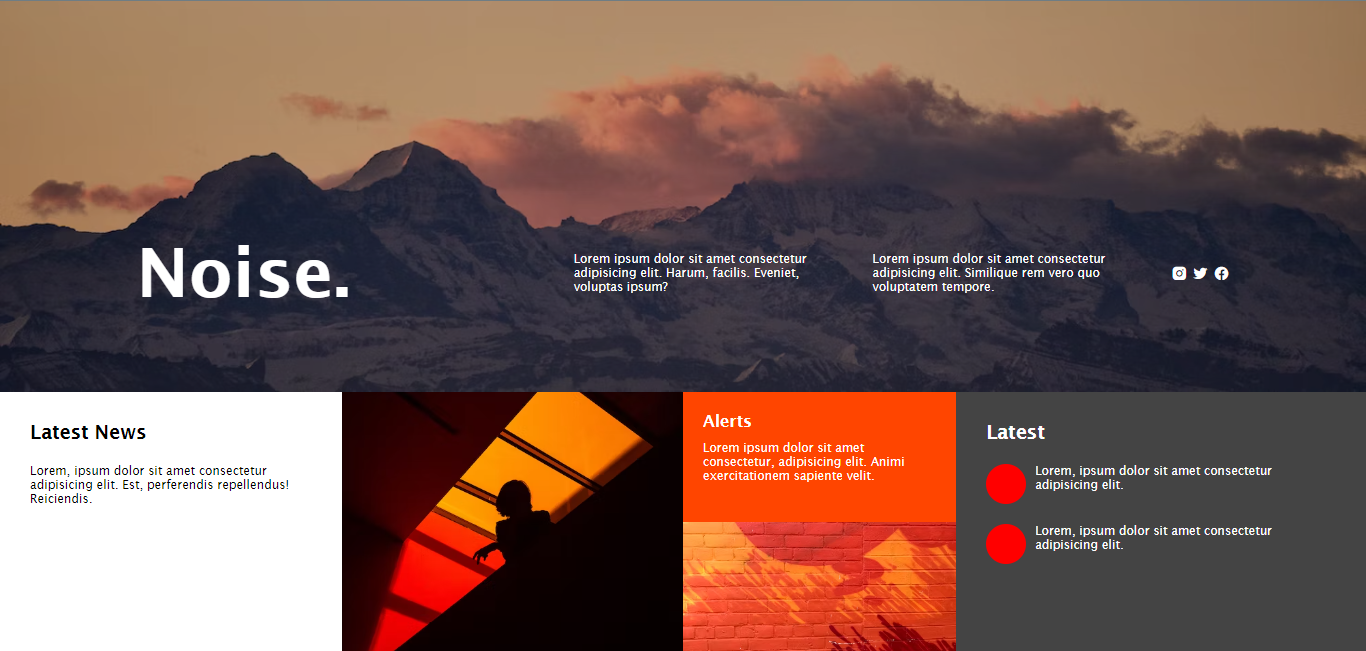 Noise.
Lorem ipsum dolor sit amet consectetur
adipisicing elit. Harum, facilis. Eveniet,
voluptas ipsum?
Lorem ipsum dolor sit amet consectetur
adipisicing elit. Similique rem vero quo
voluptatem tempore.
Latest News
Lorem, ipsum dolor sit amet consectetur
adipisicing elit. Est, perferendis repellendus!
Reiciendis.
Alerts
Lorem ipsum dolor sit amet
consectetur, adipisicing elit. Animi
exercitationem sapiente velit.
Latest
Lorem, ipsum dolor sit amet consectetur
adipisicing elit.
Lorem, ipsum dolor sit amet consectetur
adipisicing elit.